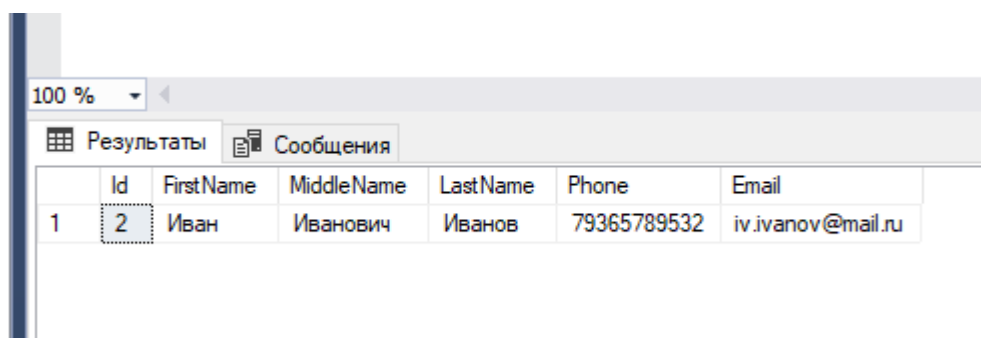 100 %
Результаты Сообщения
Id FirstName MiddleName LastName Phone Email
1 2 Иван Иванович Иванов 79365789532 iv.ivanov@mail.ru